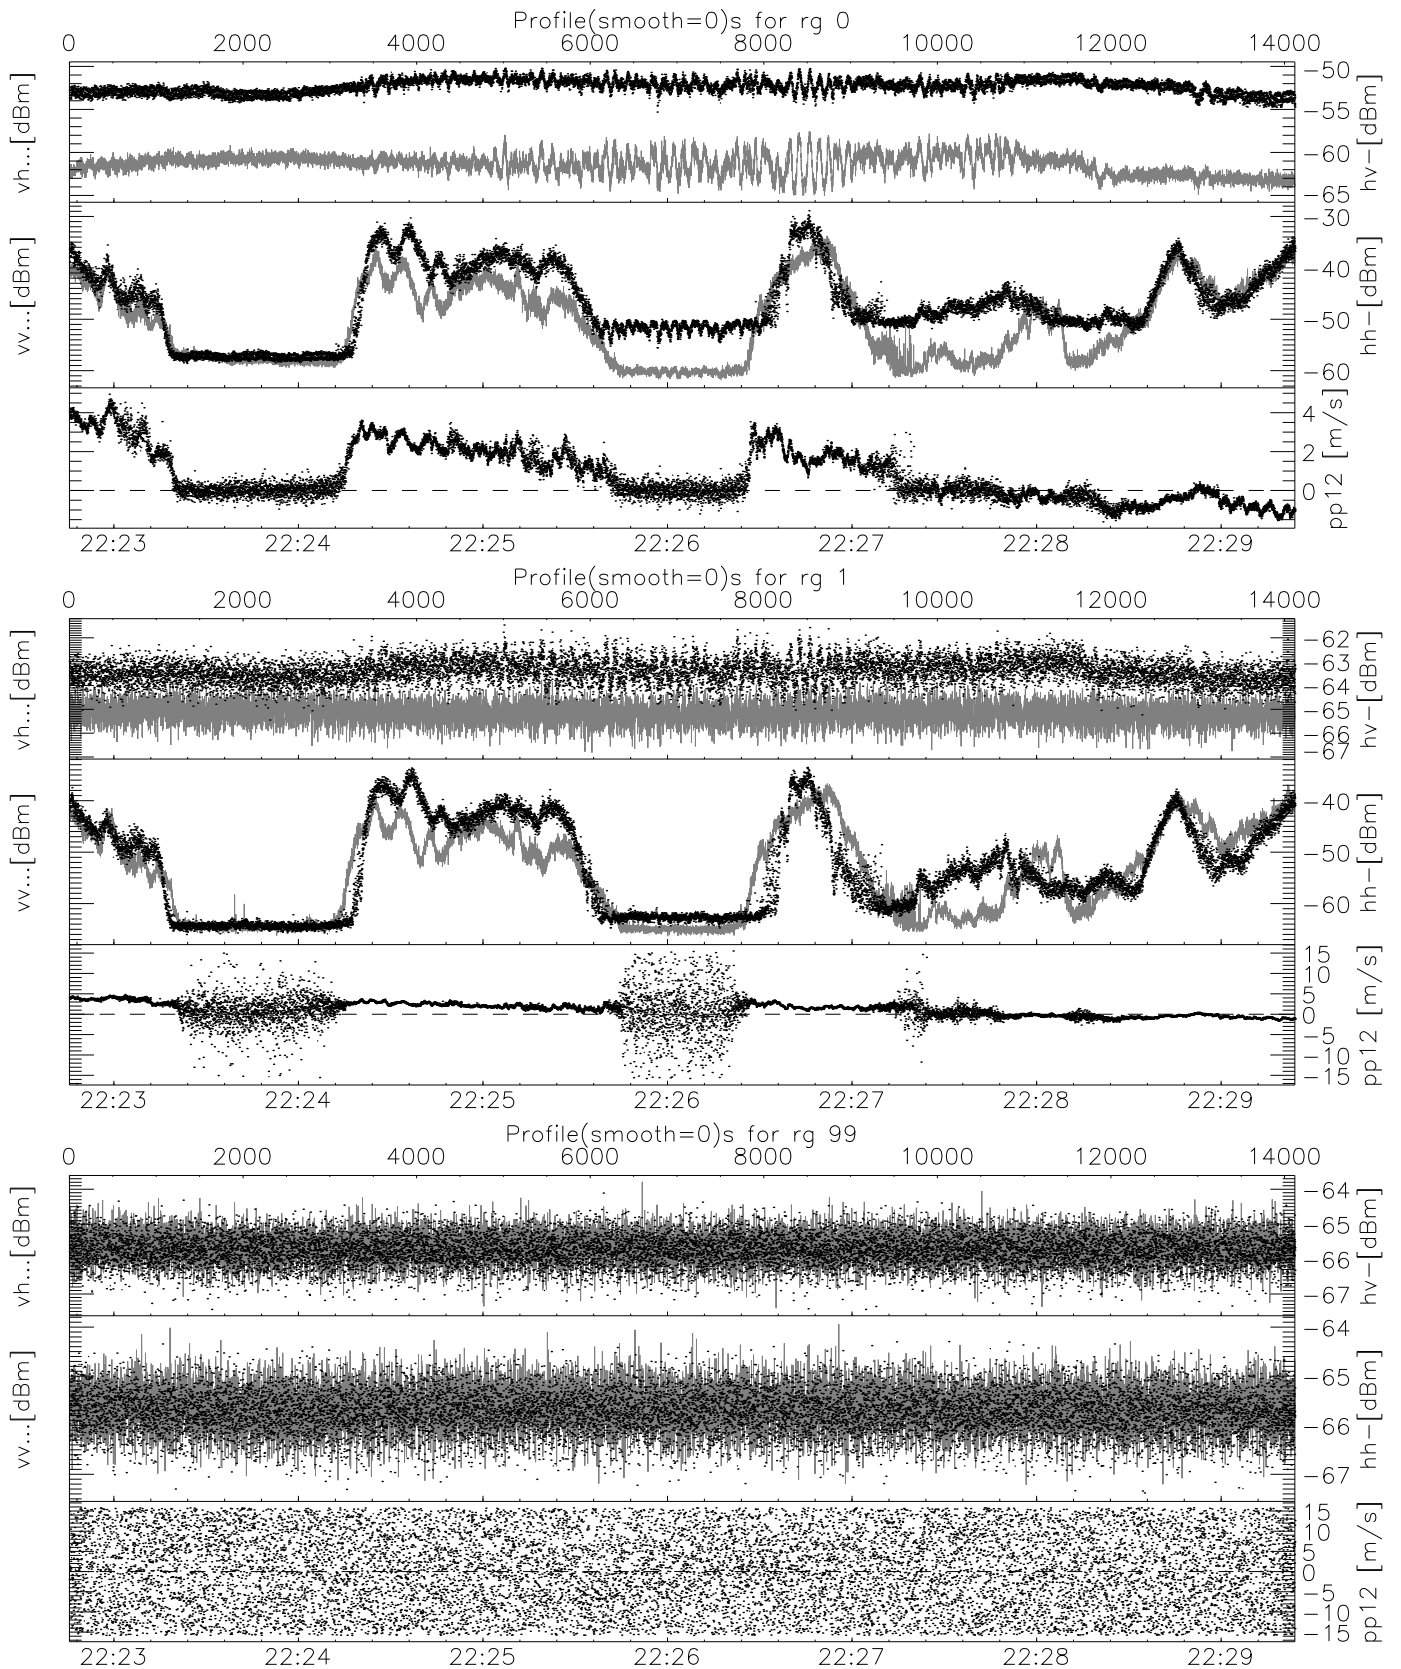 Profile(smooth=0)s for rg 0
0 2000 4000 6000 8000 10000 12000 14000
vh...[dBm]
-50
-55
-60
-65
hv-[dBm]
vv...[dBm]
-30
-40
-50
-60
hh-[dBm]
4
2
0
pp12 [m/s]
22:23 22:24 22:25 22:26 22:27 22:28 22:29
Profile(smooth=0)s for rg 1
0 2000 4000 6000 8000 10000 12000 14000
vh...[dBm]
-62
-63
-64
-65
-66
-67
hv-[dBm]
vv...[dBm]
-40
-50
-60
hh-[dBm]
15
10
5
0
-5
-10
-15
pp12 [m/s]
22:23 22:24 22:25 22:26 22:27 22:28 22:29
Profile(smooth=0)s for rg 99
0 2000 4000 6000 8000 10000 12000 14000
vh...[dBm]
-64
-65
-66
-67
hv-[dBm]
vv...[dBm]
-64
-65
-66
-67
hh-[dBm]
15
10
5
0
-5
-10
-15
pp12 [m/s]
22:23 22:24 22:25 22:26 22:27 22:28 22:29